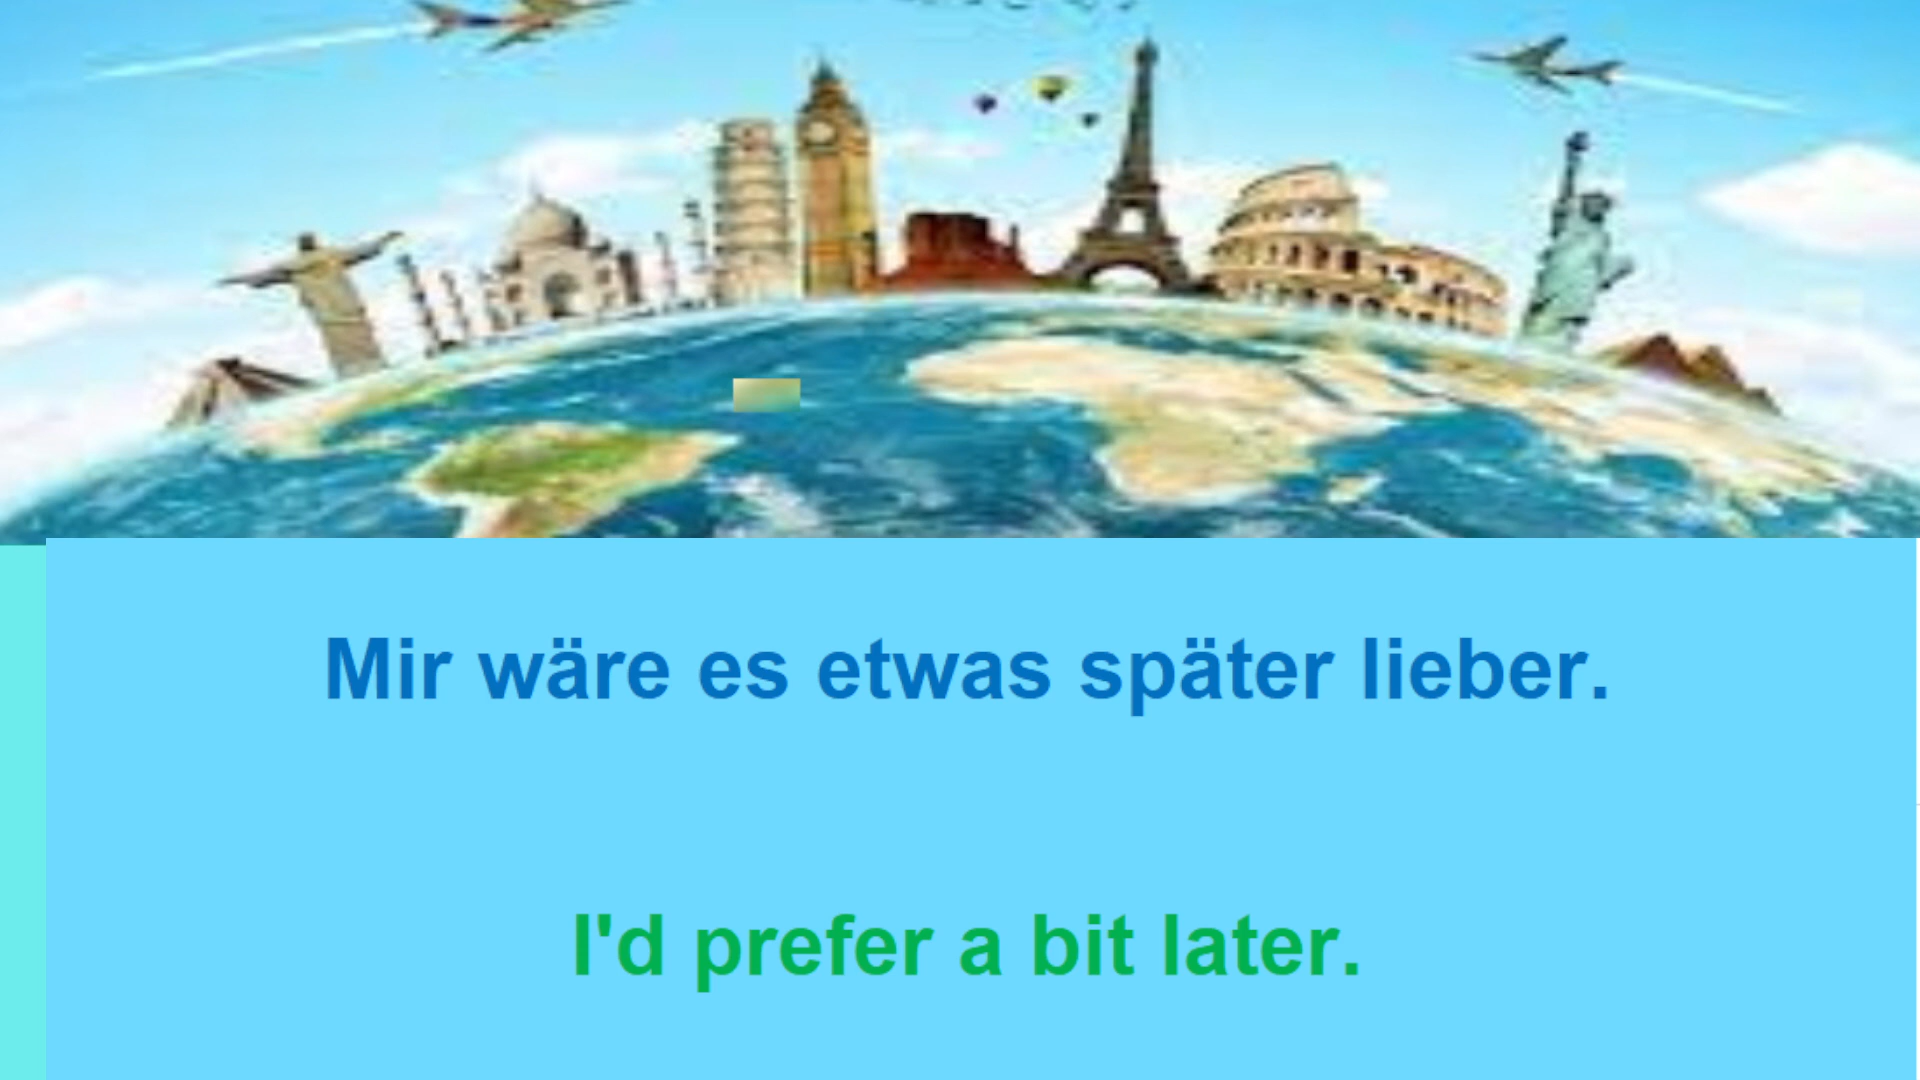 Mir wäre es etwas später lieber.
I'd prefer a bit later.